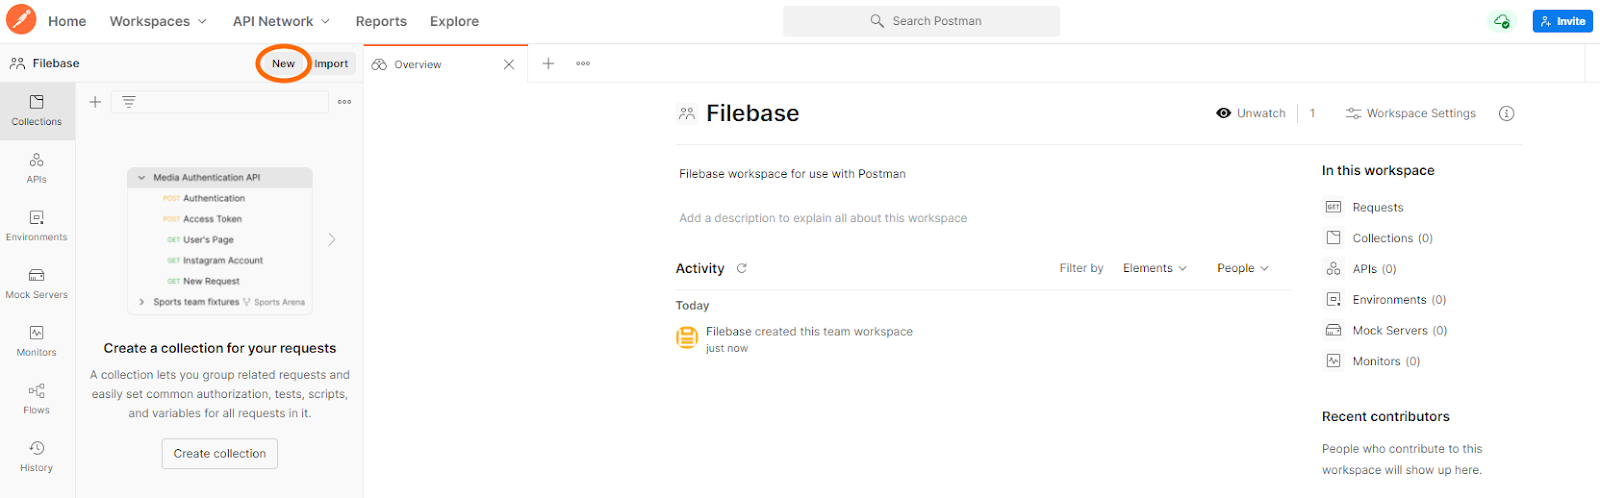 Home Workspaces API Network Reports Explore Search Postman Invite
Filebase New Import Overview
Collections
APIs
Environments
Mock Servers
Monitors
Flows
History
Media Authentication API
POST Authentication
POST Access Token
GET User's Page
GET Instagram Account
GET New Request
Sports team fixtures Sports Arena
Create a collection for your requests
A collection lets you group related requests and
easily set common authorization, tests, scripts,
and variables for all requests in it.
Create collection
Filebase Unwatch 1 Workspace Settings
Filebase workspace for use with Postman
Add a description to explain all about this workspace
Activity Filter by Elements People
Today
Filebase created this team workspace
just now
In this workspace
GET Requests
Collections (0)
APIs (0)
Environments (0)
Mock Servers (0)
Monitors (0)
Recent contributors
People who contribute to this
workspace will show up here.